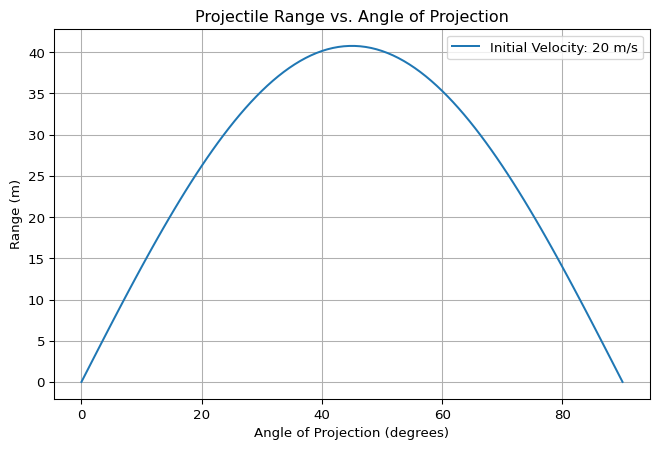 Projectile Range vs. Angle of Projection
Initial Velocity: 20 m/s
Range (m)
40
35
30
25
20
15
10
5
0
0 20 40 60 80
Angle of Projection (degrees)